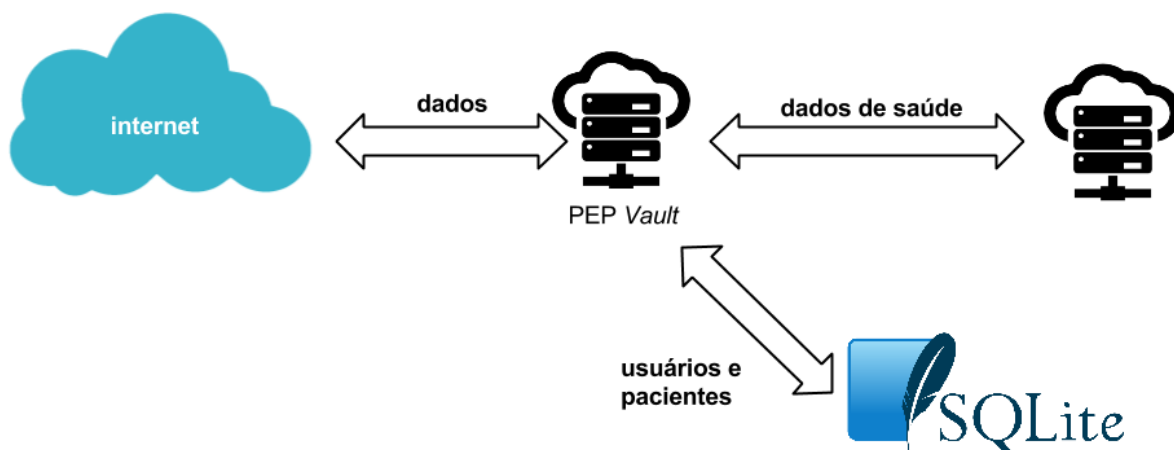 internet
dados
dados de saúde
PEP Vault
usuários e
pacientes
SQLite